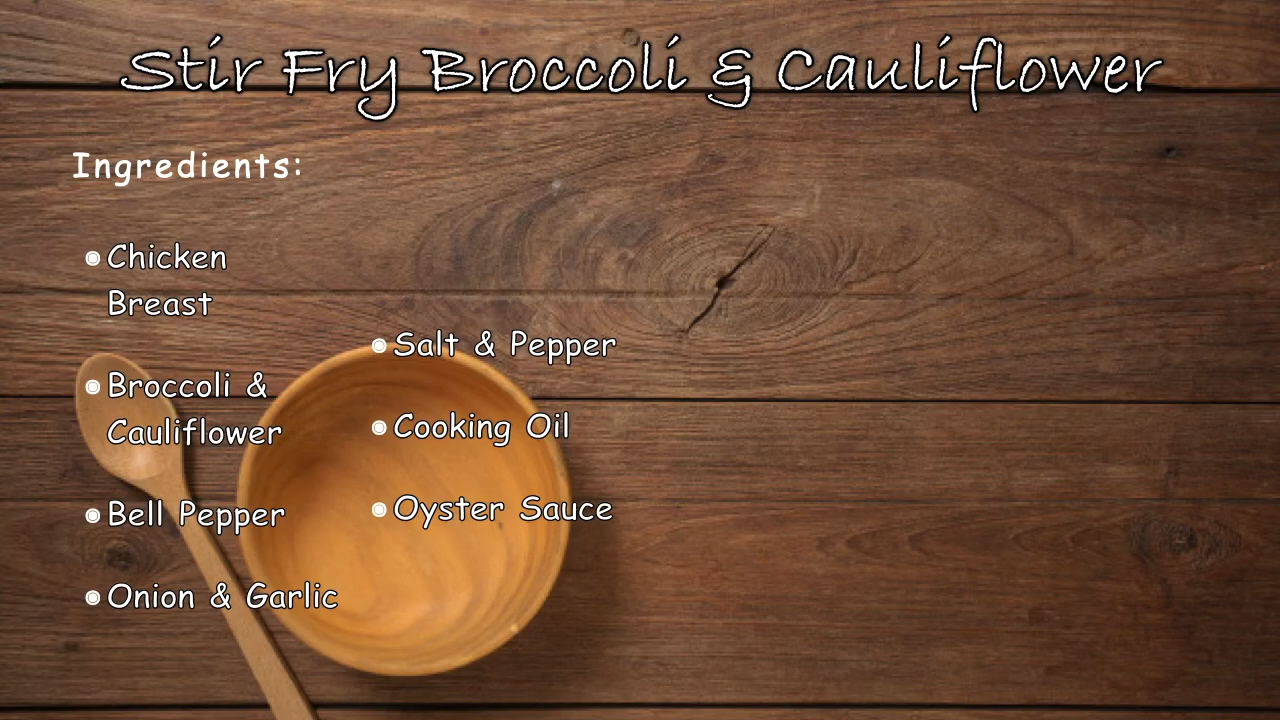 Stir Fry Broccoli & Cauliflower
Ingredients:
Chicken
Breast
Broccoli &
Cauliflower
Bell Pepper
Onion & Garlic
Salt & Pepper
Cooking Oil
Oyster Sauce